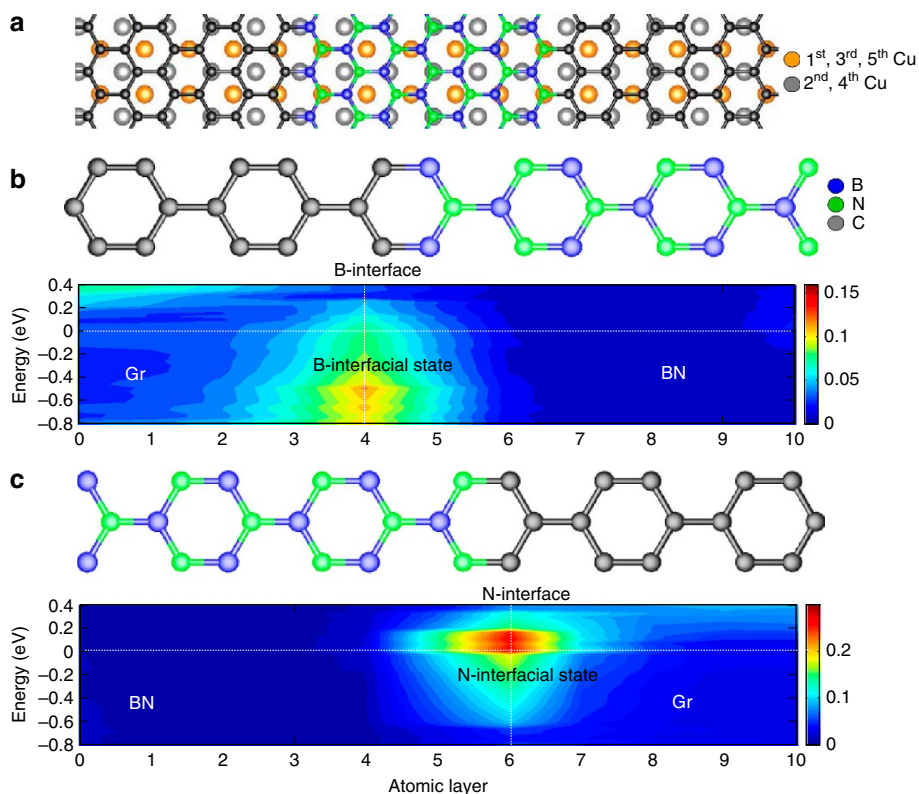 a
1st, 3rd, 5th Cu
2nd, 4th Cu
b
B
N
C
B-interface
Energy (eV)
0.4
0.2
0
–0.2
–0.4
–0.6
–0.8
Gr
B-interfacial state
BN
0.15
0.10
0.05
0
0 1 2 3 4 5 6 7 8 9 10
c
N-interface
Energy (eV)
0.4
0.2
0
–0.2
–0.4
–0.6
–0.8
BN
N-interfacial state
Gr
0.2
0.1
0
0 1 2 3 4 5 6 7 8 9 10
Atomic layer